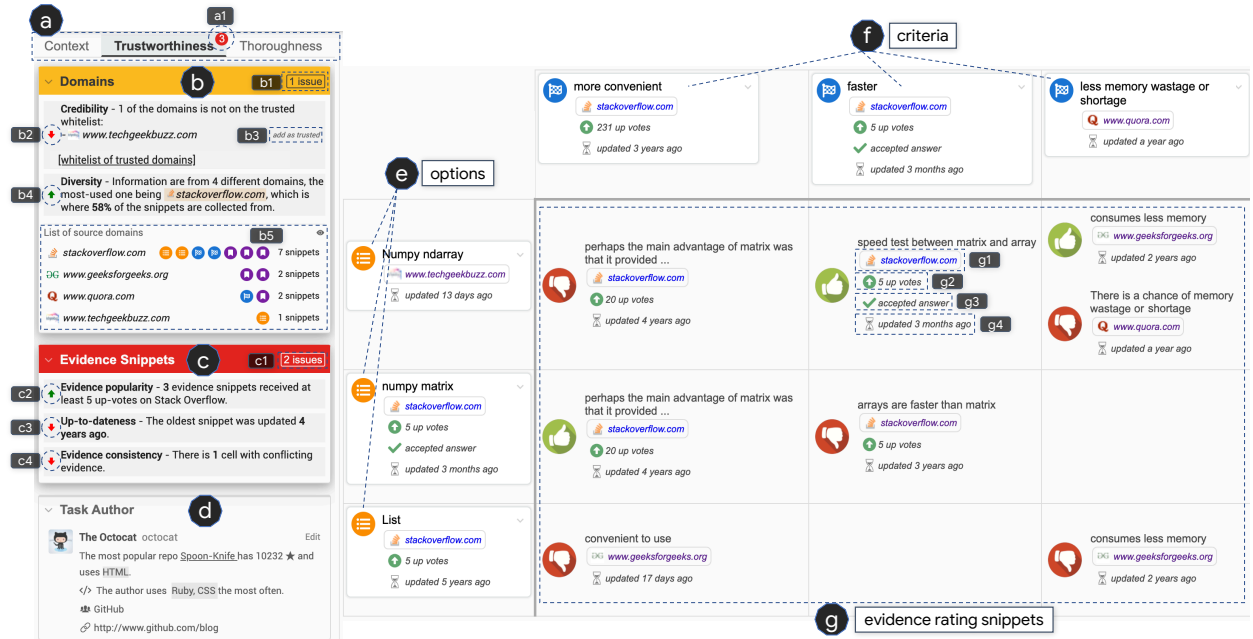 a
a1
Context
Trustworthiness
3
Thoroughness
Domains
b
b1
1 issue
Credibility - 1 of the domains is not on the trusted
whitelist:
b2
www.techgeekbuzz.com
b3
add as trusted
[whitelist of trusted domains]
b4
Diversity - Information are from 4 different domains, the
most-used one being stackoverflow.com, which is
where 58% of the snippets are collected from.
List of source domains
b5
stackoverflow.com
7 snippets
www.geeksforgeeks.org
2 snippets
www.quora.com
2 snippets
www.techgeekbuzz.com
1 snippets
Evidence Snippets
c
c1
2 issues
c2
Evidence popularity - 3 evidence snippets received at
least 5 up-votes on Stack Overflow.
c3
Up-to-dateness - The oldest snippet was updated 4
years ago.
c4
Evidence consistency - There is 1 cell with conflicting
evidence.
Task Author
d
The Octocat octocat
Edit
The most popular repo Spoon-Knife has 10232 ★ and
uses HTML.
</> The author uses Ruby, CSS the most often.
GitHub
http://www.github.com/blog
f
criteria
more convenient
stackoverflow.com
231 up votes
updated 3 years ago
faster
stackoverflow.com
5 up votes
accepted answer
updated 3 months ago
less memory wastage or
shortage
www.quora.com
updated a year ago
e
options
Numpy ndarray
www.techgeekbuzz.com
updated 13 days ago
perhaps the main advantage of matrix was
that it provided ...
stackoverflow.com
20 up votes
updated 4 years ago
speed test between matrix and array
stackoverflow.com
g1
5 up votes
g2
accepted answer
g3
updated 3 months ago
g4
consumes less memory
www.geeksforgeeks.org
updated 2 years ago
There is a chance of memory
wastage or shortage
www.quora.com
updated a year ago
numpy matrix
stackoverflow.com
5 up votes
accepted answer
updated 3 months ago
perhaps the main advantage of matrix was
that it provided ...
stackoverflow.com
20 up votes
updated 4 years ago
arrays are faster than matrix
stackoverflow.com
5 up votes
updated 3 years ago
List
stackoverflow.com
5 up votes
updated 5 years ago
convenient to use
www.geeksforgeeks.org
updated 17 days ago
consumes less memory
www.geeksforgeeks.org
updated 2 years ago
g
evidence rating snippets